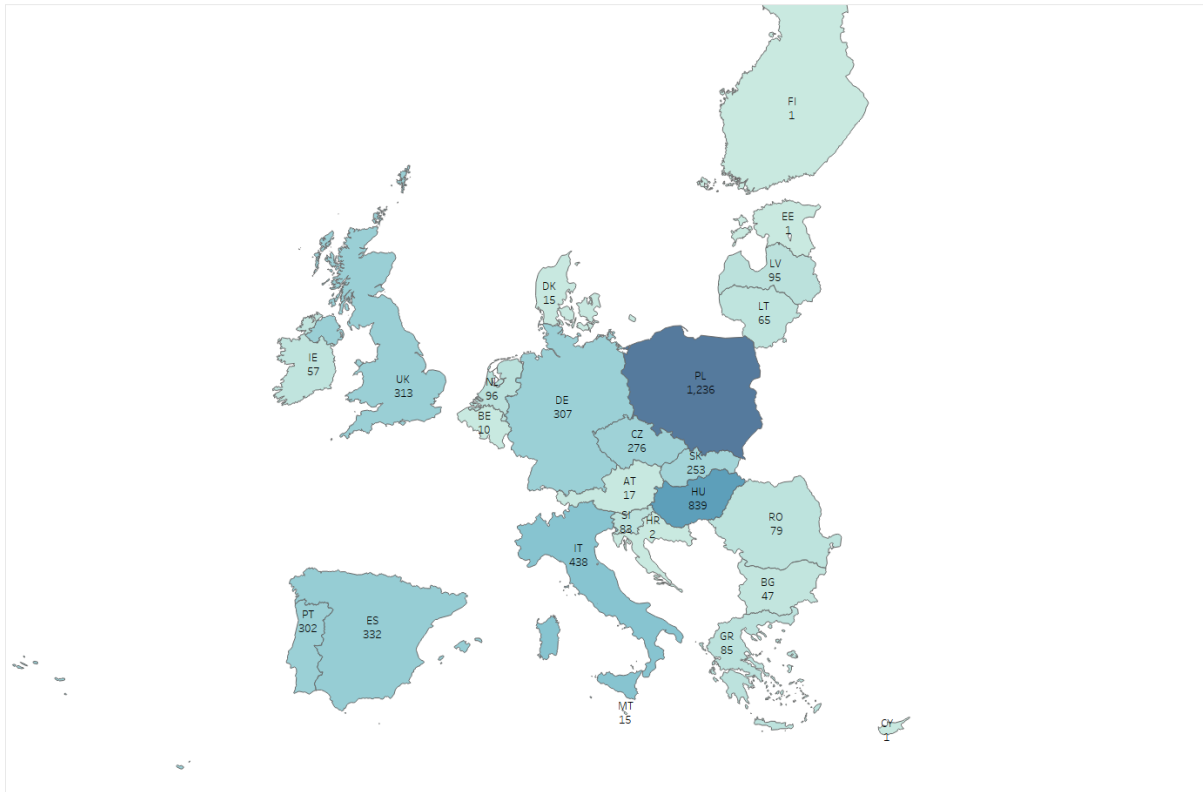 FI
1
EE
1
LV
95
LT
65
DK
15
IE
57
UK
313
NL
96
BE
10
DE
307
PL
1,236
CZ
276
SK
253
AT
17
HU
839
SI
83
HR
2
RO
79
IT
438
BG
47
PT
302
ES
332
GR
85
MT
15
CY
1